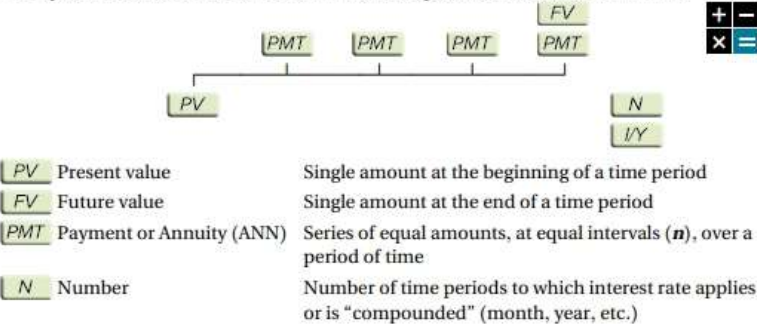 FV
PMT PMT PMT PMT
PV N
I/Y
PV Present value Single amount at the beginning of a time period
FV Future value Single amount at the end of a time period
PMT Payment or Annuity (ANN) Series of equal amounts, at equal intervals (n), over a
period of time
N Number Number of time periods to which interest rate applies
or is “compounded” (month, year, etc.)